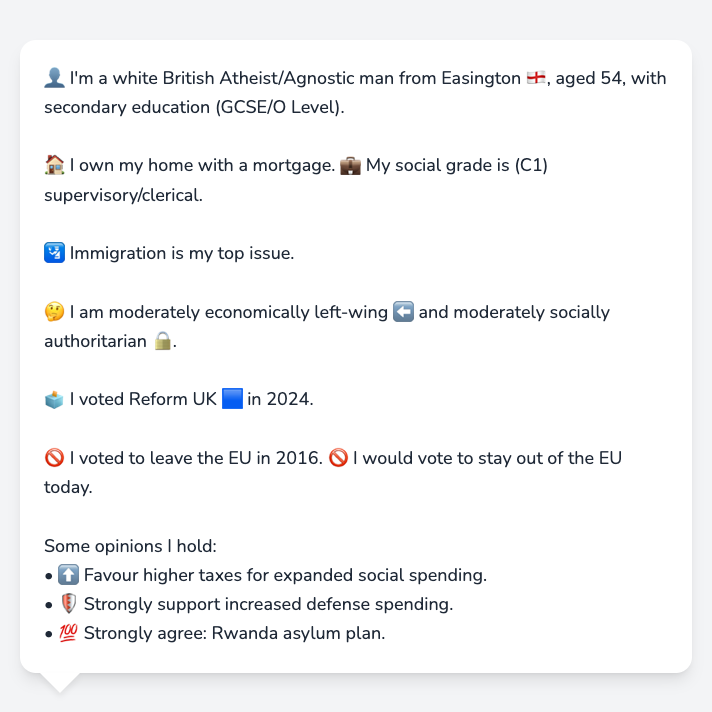 👤 I'm a white British Atheist/Agnostic man from Easington 🏴󠁧󠁢󠁥󠁮󠁧󠁿, aged 54, with
secondary education (GCSE/O Level).
🏠 I own my home with a mortgage. 💼 My social grade is (C1)
supervisory/clerical.
🛂 Immigration is my top issue.
🤔 I am moderately economically left-wing ⬅️ and moderately socially
authoritarian 🔒.
🗳️ I voted Reform UK 🟦 in 2024.
🚫 I voted to leave the EU in 2016. 🚫 I would vote to stay out of the EU
today.
Some opinions I hold:
• ⬆️ Favour higher taxes for expanded social spending.
• 🛡️ Strongly support increased defense spending.
• 💯 Strongly agree: Rwanda asylum plan.